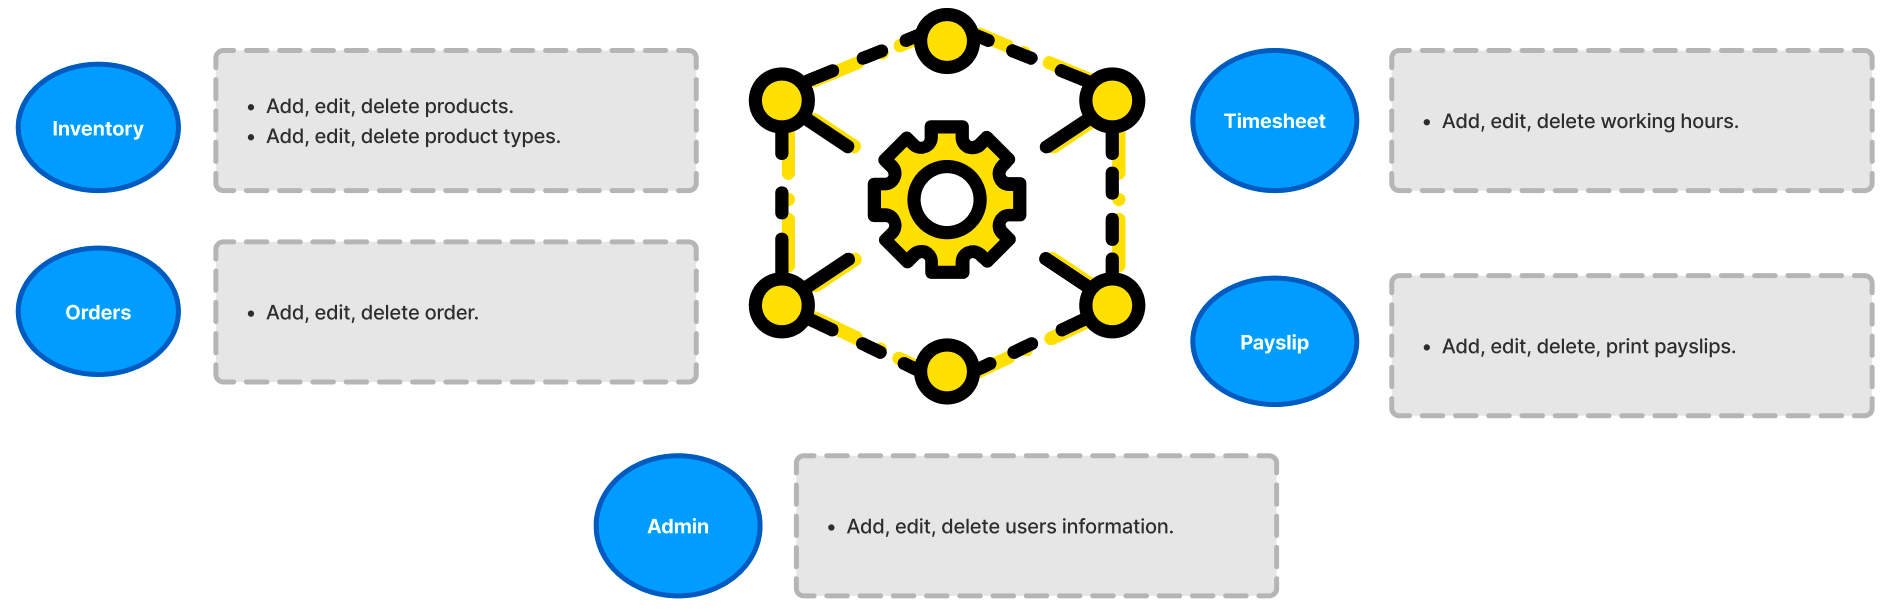 Inventory
• Add, edit, delete products.
• Add, edit, delete product types.
Orders
• Add, edit, delete order.
Timesheet
• Add, edit, delete working hours.
Payslip
• Add, edit, delete, print payslips.
Admin
• Add, edit, delete users information.